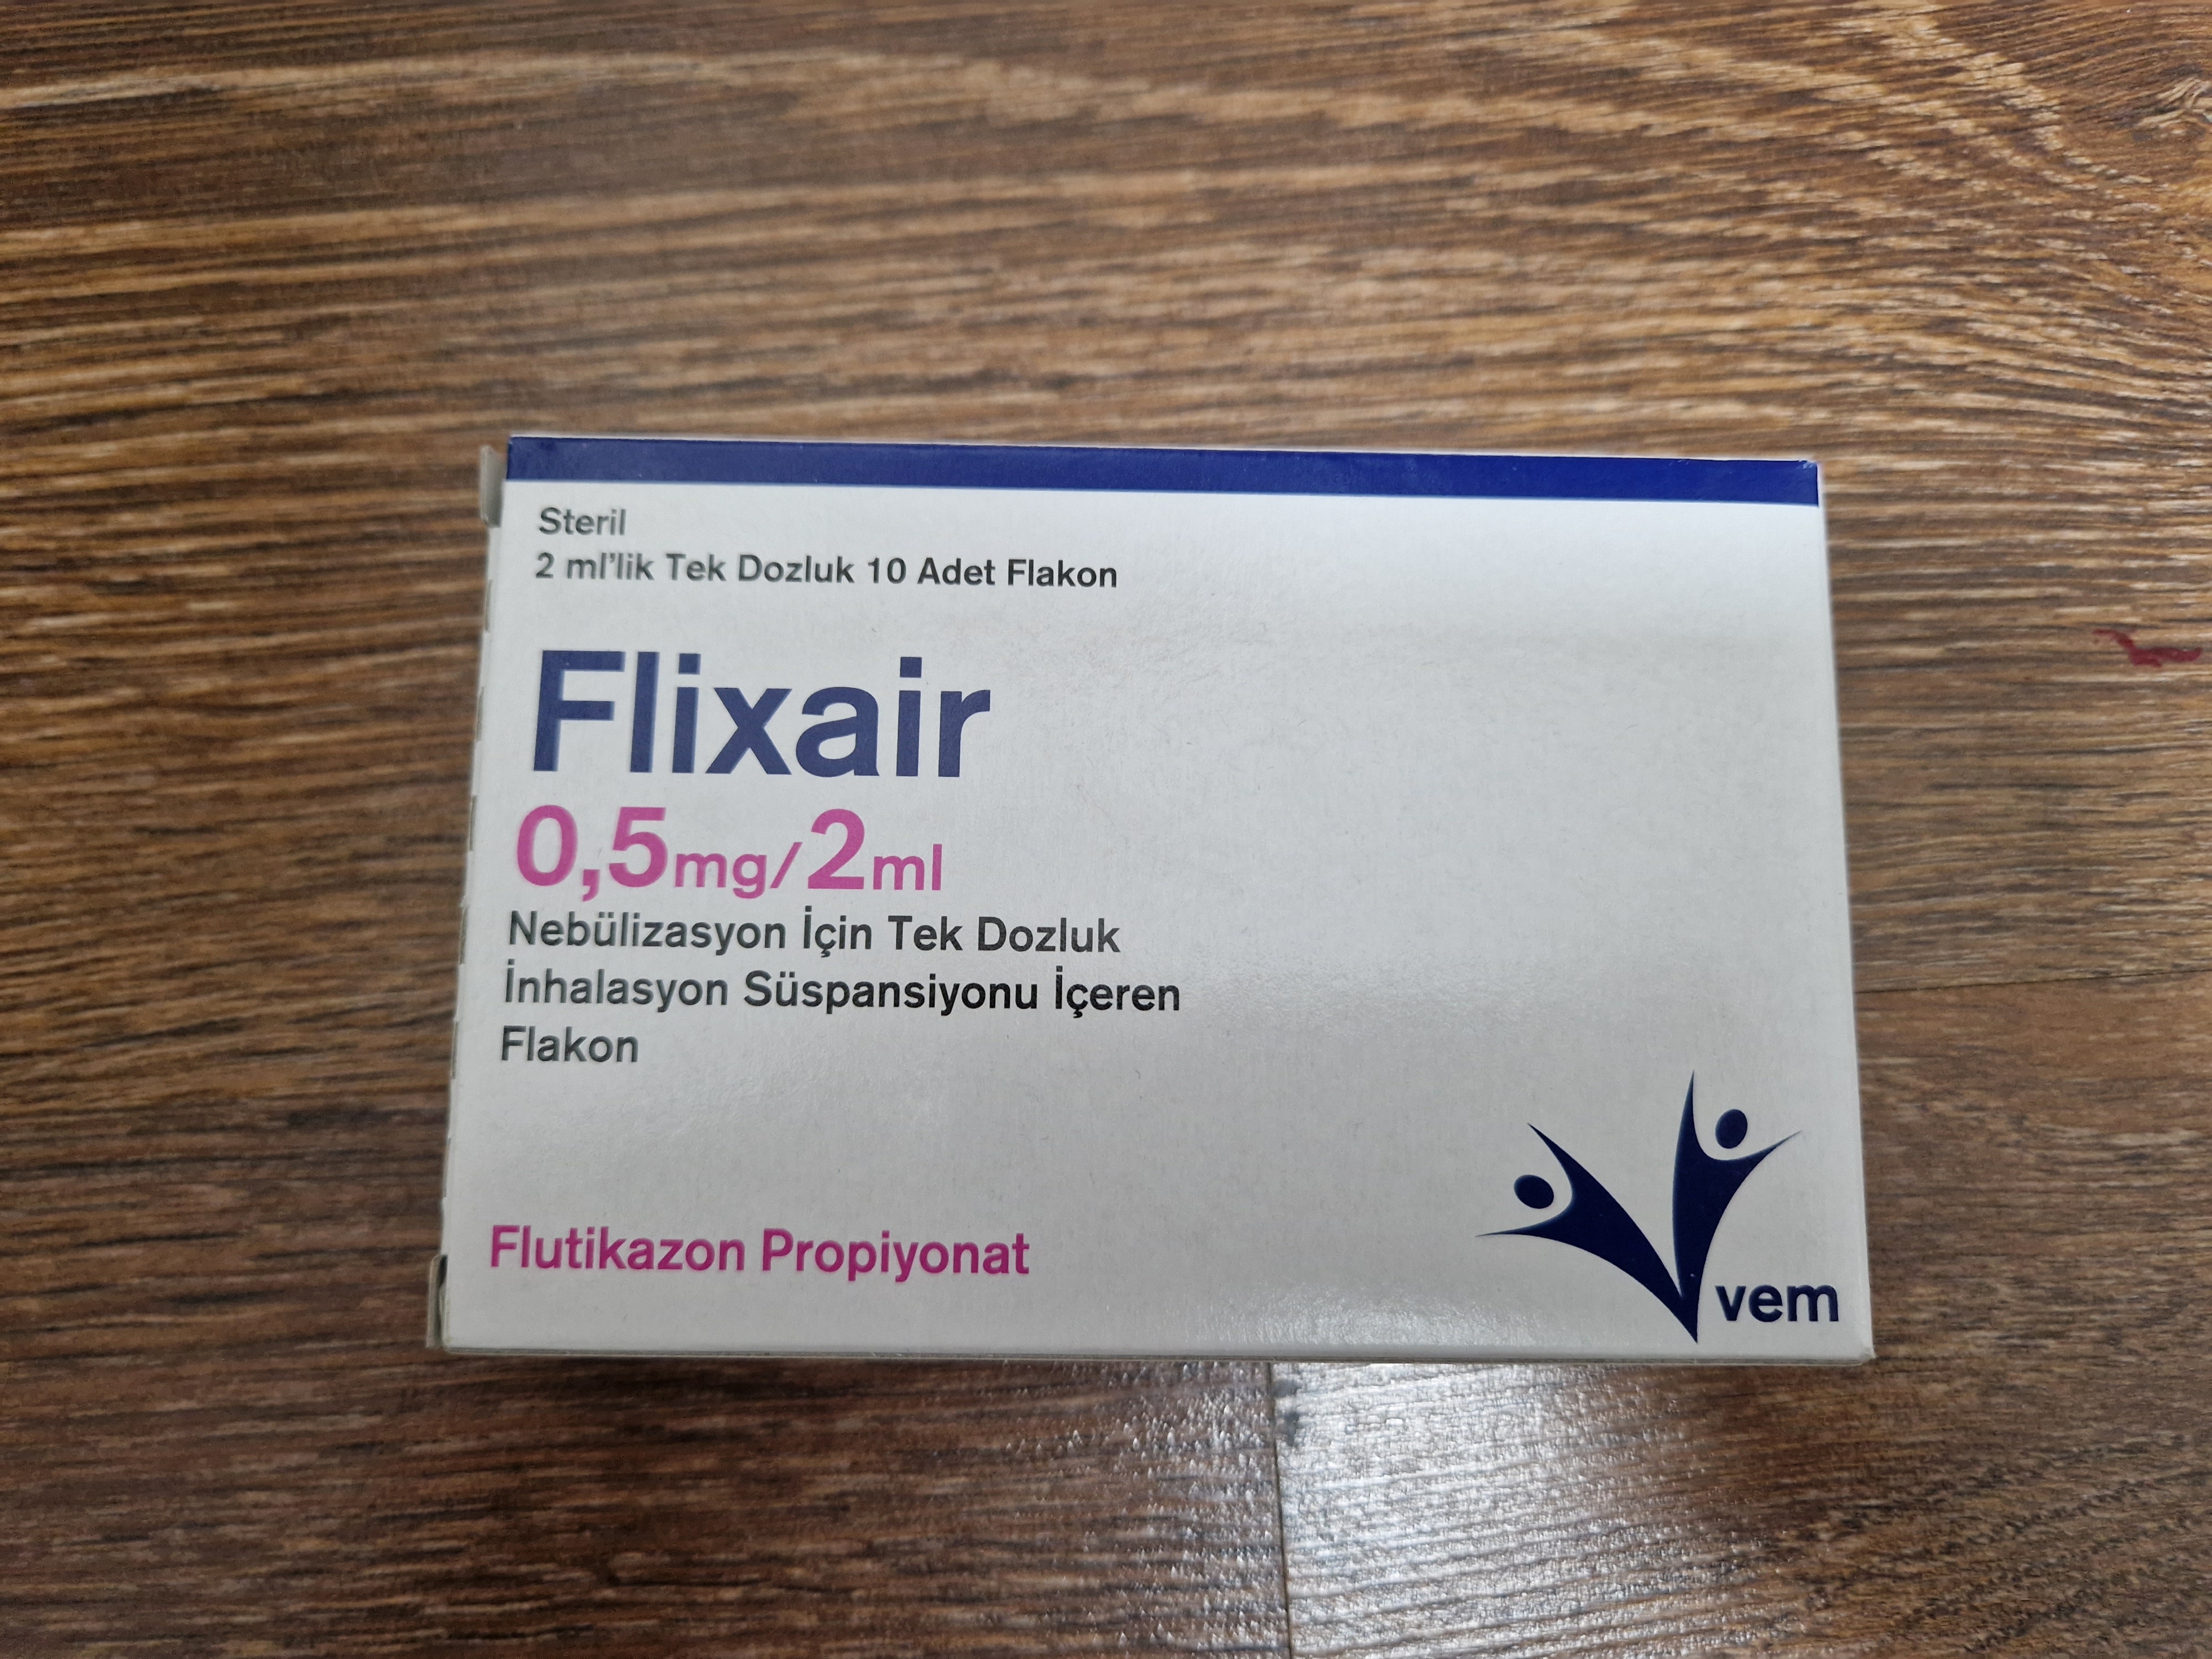 Steril
2 ml'lik Tek Dozluk 10 Adet Flakon
Flixair
0,5mg/2ml
Nebülizasyon İçin Tek Dozluk
İnhalasyon Süspansiyonu İçeren
Flakon
Flutikazon Propiyonat
vem